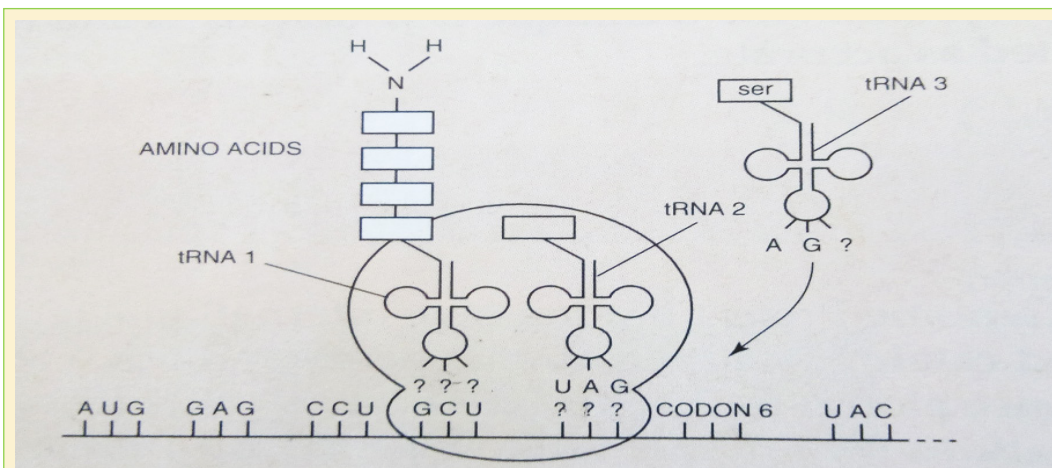 H H
N
ser
tRNA 3
AMINO ACIDS
tRNA 2
A G ?
tRNA 1
? ? ?
U A G
A U G G A G C C U G C U ? ? ? CODON 6 U A C